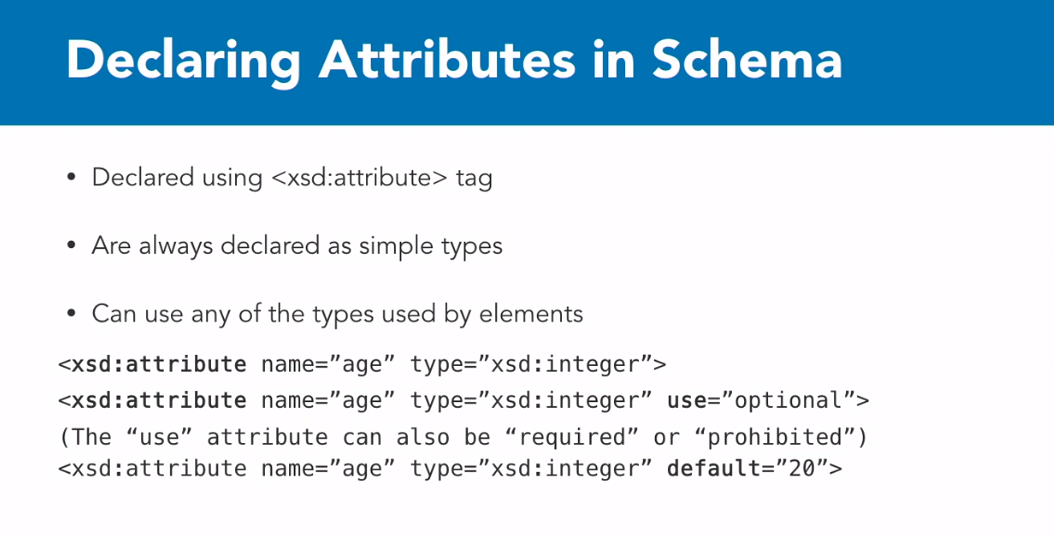 Declaring Attributes in Schema
• Declared using <xsd:attribute> tag
• Are always declared as simple types
• Can use any of the types used by elements
<xsd:attribute name=”age” type=”xsd:integer”>
<xsd:attribute name=”age” type=”xsd:integer” use=”optional”>
(The “use” attribute can also be “required” or “prohibited”)
<xsd:attribute name=”age” type=”xsd:integer” default=”20”>